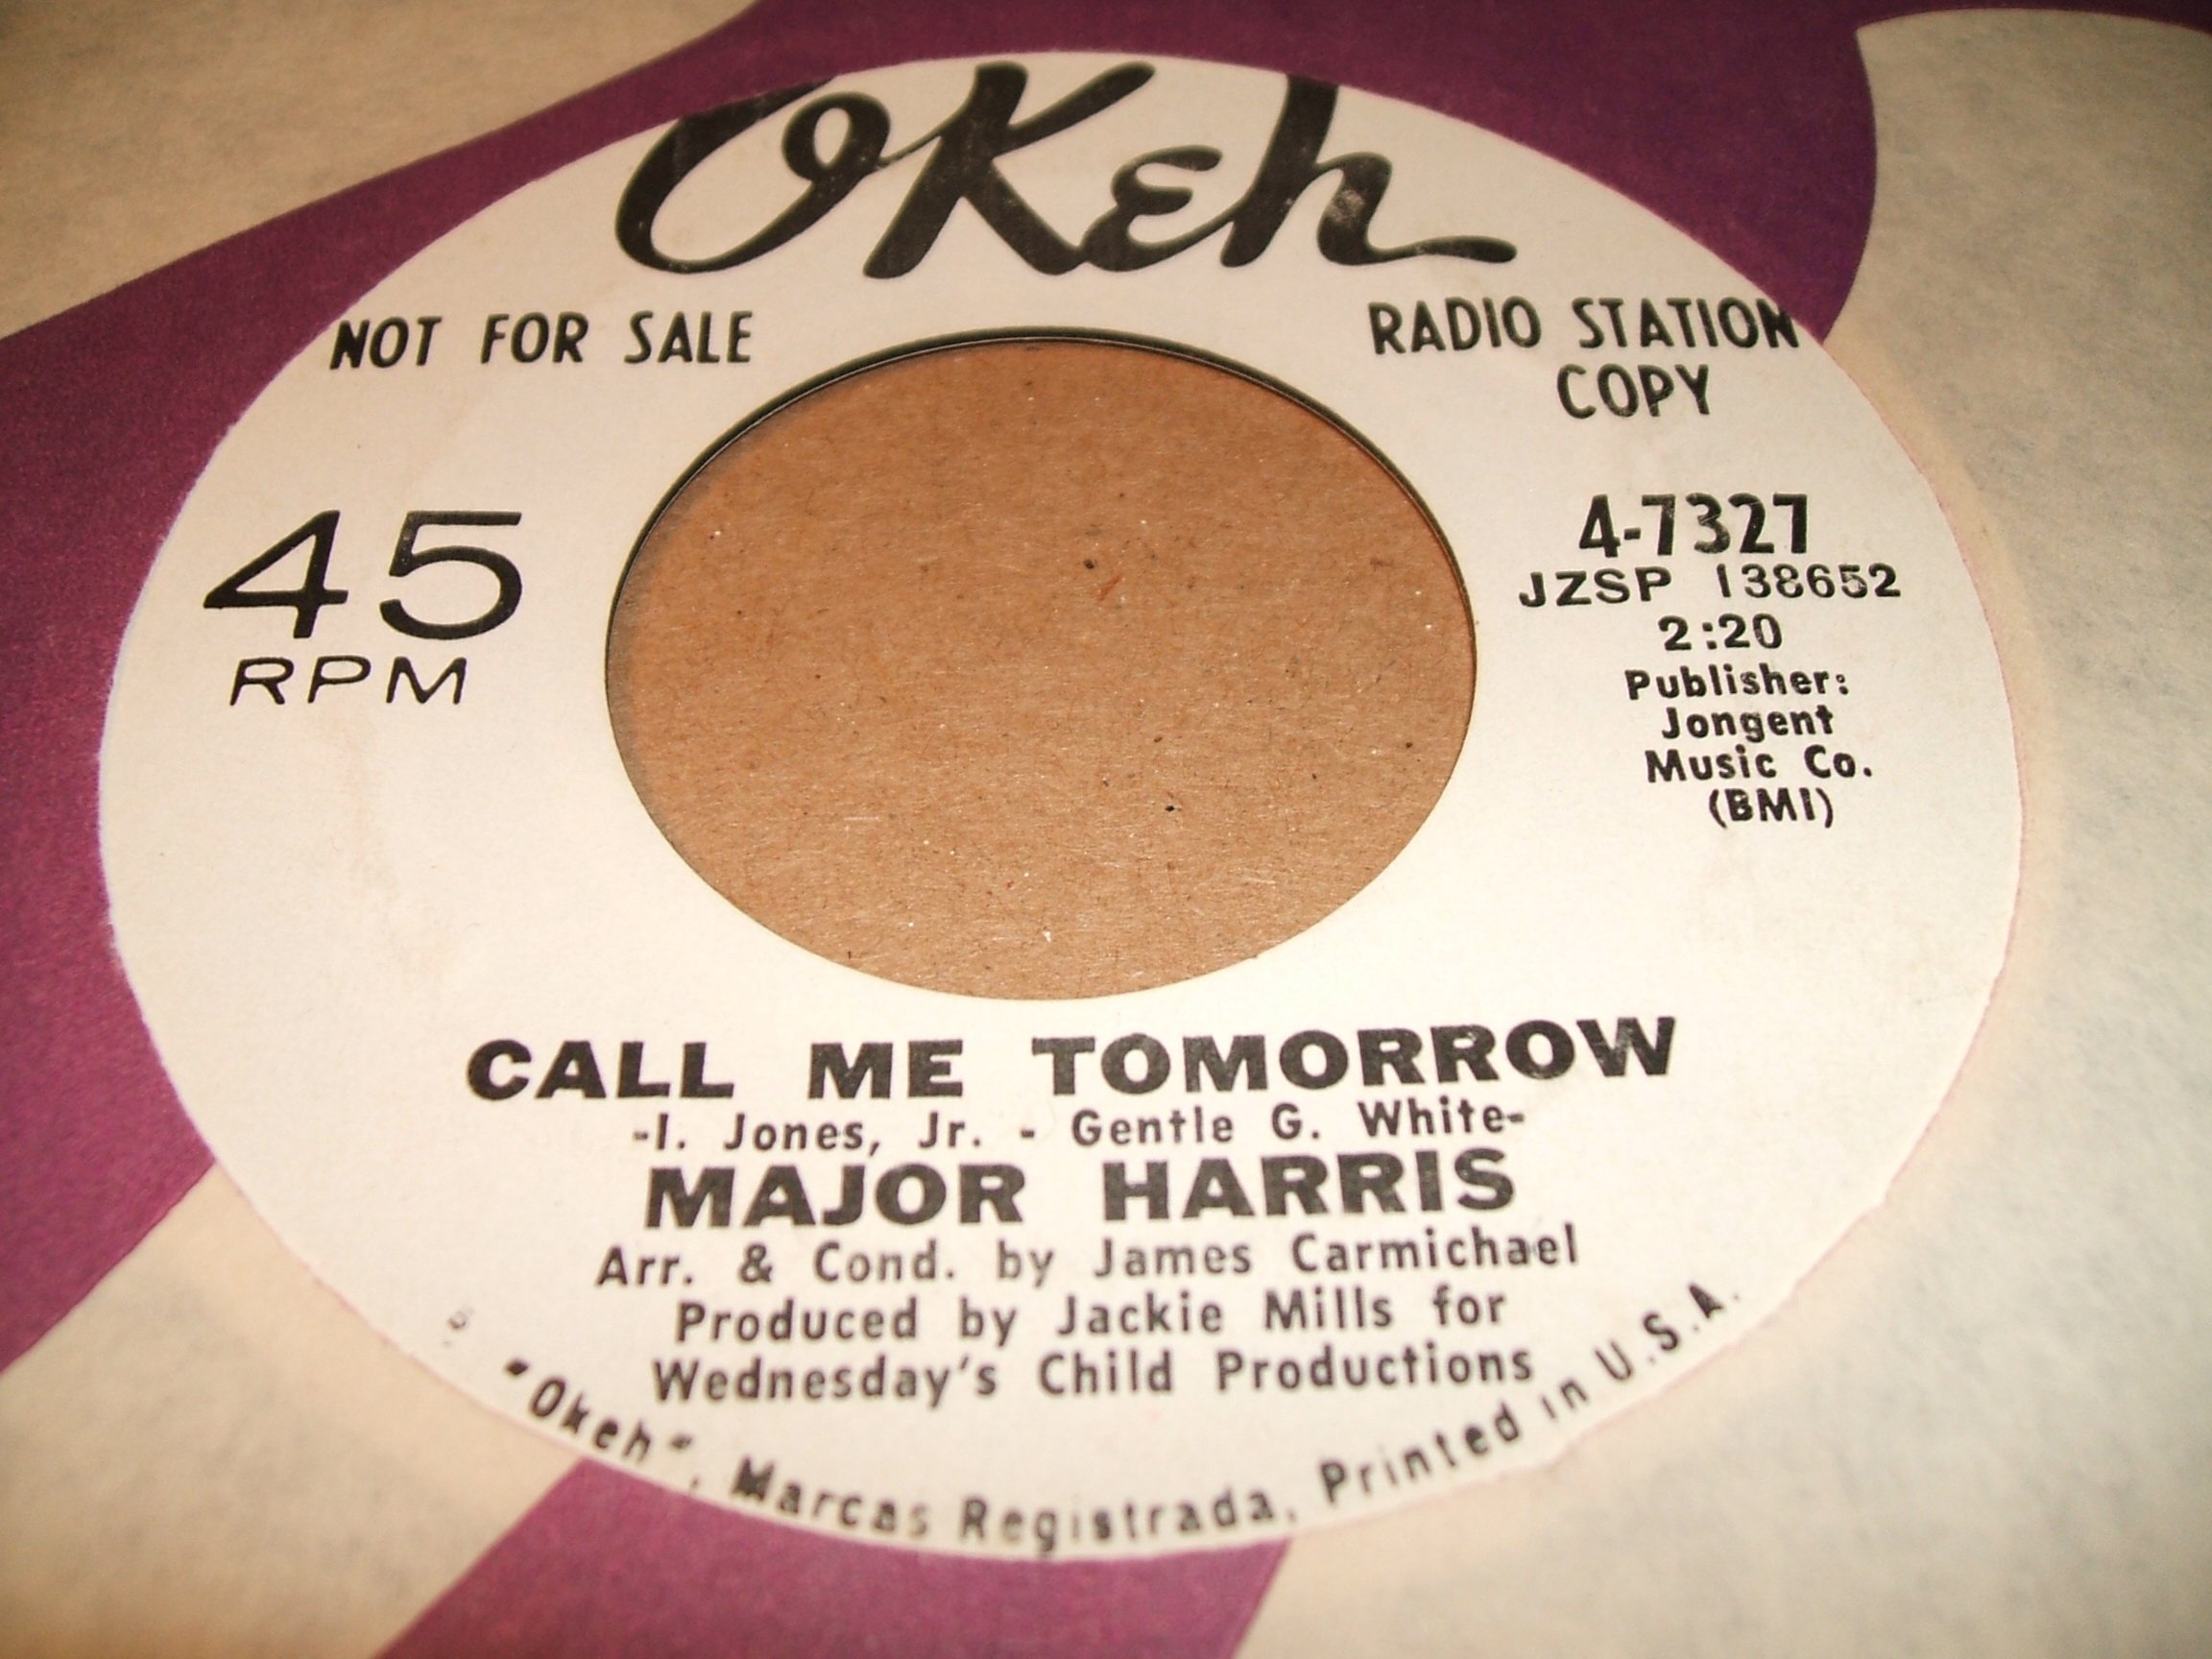 Okeh
NOT FOR SALE
RADIO STATION
COPY
45
RPM
4-7327
JZSP 138652
2:20
Publisher:
Jongent
Music Co.
(BMI)
CALL ME TOMORROW
-I. Jones, Jr. - Gentle G. White-
MAJOR HARRIS
Arr. & Cond. by James Carmichael
Produced by Jackie Mills for
Wednesday's Child Productions
"Okeh", Marcas Registrada. Printed in U.S.A.